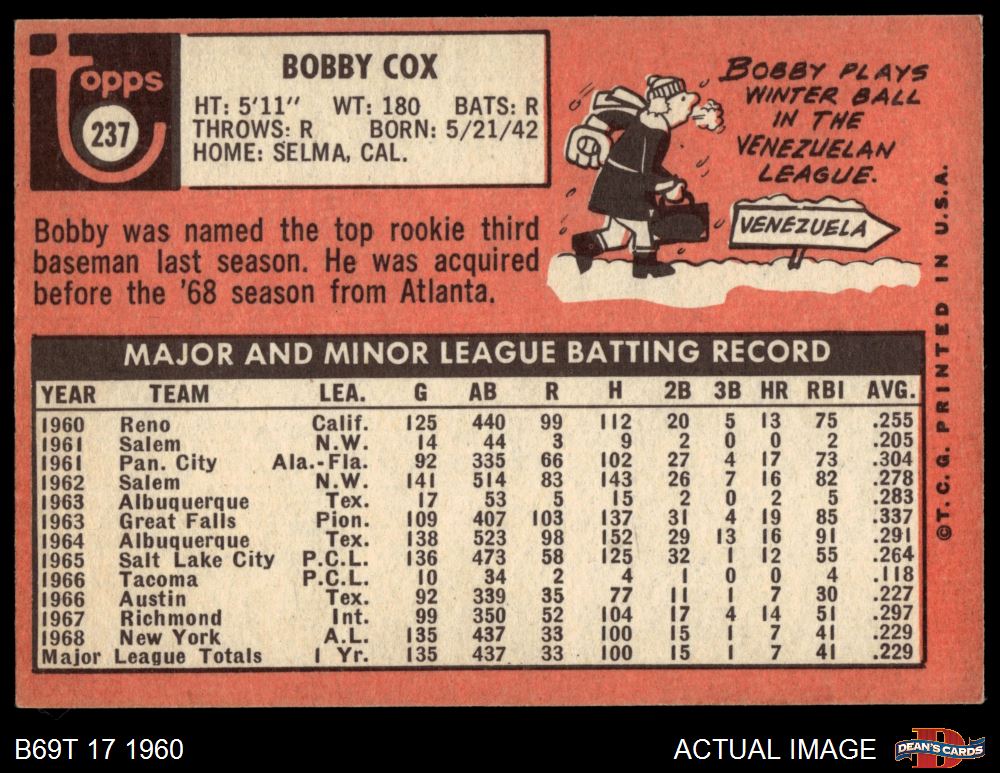 Topps
237
BOBBY COX
HT: 5'11" WT: 180 BATS: R
THROWS: R BORN: 5/21/42
HOME: SELMA, CAL.
BOBBY PLAYS
WINTER BALL
IN THE
VENEZUELAN
LEAGUE.
VENEZUELA
Bobby was named the top rookie third
baseman last season. He was acquired
before the '68 season from Atlanta.
MAJOR AND MINOR LEAGUE BATTING RECORD
YEAR TEAM LEA. G AB R H 2B 3B HR RBI AVG.
1960 Reno Calif. 125 440 99 112 20 5 13 75 .255
1961 Salem N.W. 14 44 3 9 2 0 0 2 .205
1961 Pan. City Ala.-Fla. 92 335 66 102 27 4 17 73 .304
1962 Salem N.W. 141 514 83 143 26 7 16 82 .278
1963 Albuquerque Tex. 17 53 5 15 2 0 2 5 .283
1963 Great Falls Pion. 109 407 103 137 31 4 19 85 .337
1964 Albuquerque Tex. 138 523 98 152 29 13 16 91 .291
1965 Salt Lake City P.C.L. 136 473 58 125 32 1 12 55 .264
1966 Tacoma P.C.L. 10 34 2 4 1 0 0 4 .118
1966 Austin Tex. 92 339 35 77 11 1 7 30 .227
1967 Richmond Int. 99 350 52 104 17 4 14 51 .297
1968 New York A.L. 135 437 33 100 15 1 7 41 .229
Major League Totals 1 Yr. 135 437 33 100 15 1 7 41 .229
©T.C.G. PRINTED IN U.S.A.
B69T 17 1960
ACTUAL IMAGE
D
DEAN'S CARDS